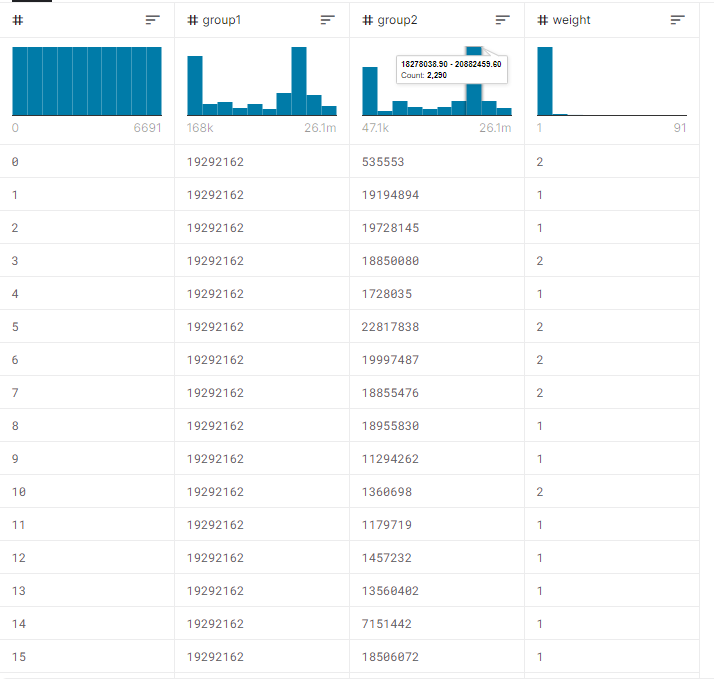 # # group1 # group2 # weight
18278038.90 - 20882459.60
Count: 2,290
0 6691 168k 26.1m 47.1k 26.1m 1 91
0 19292162 535553 2
1 19292162 19194894 1
2 19292162 19728145 1
3 19292162 18850080 2
4 19292162 1728035 1
5 19292162 22817838 2
6 19292162 19997487 2
7 19292162 18855476 2
8 19292162 18955830 1
9 19292162 11294262 1
10 19292162 1360698 2
11 19292162 1179719 1
12 19292162 1457232 1
13 19292162 13560402 1
14 19292162 7151442 1
15 19292162 18506072 1